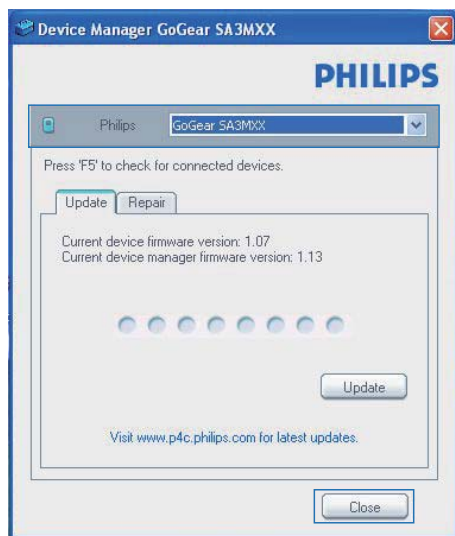 Device Manager GoGear SA3MXX
PHILIPS
Philips GoGear SA3MXX
Press 'F5' to check for connected devices.
Update Repair
Current device firmware version: 1.07
Current device manager firmware version: 1.13
Update
Visit www.p4c.philips.com for latest updates.
Close